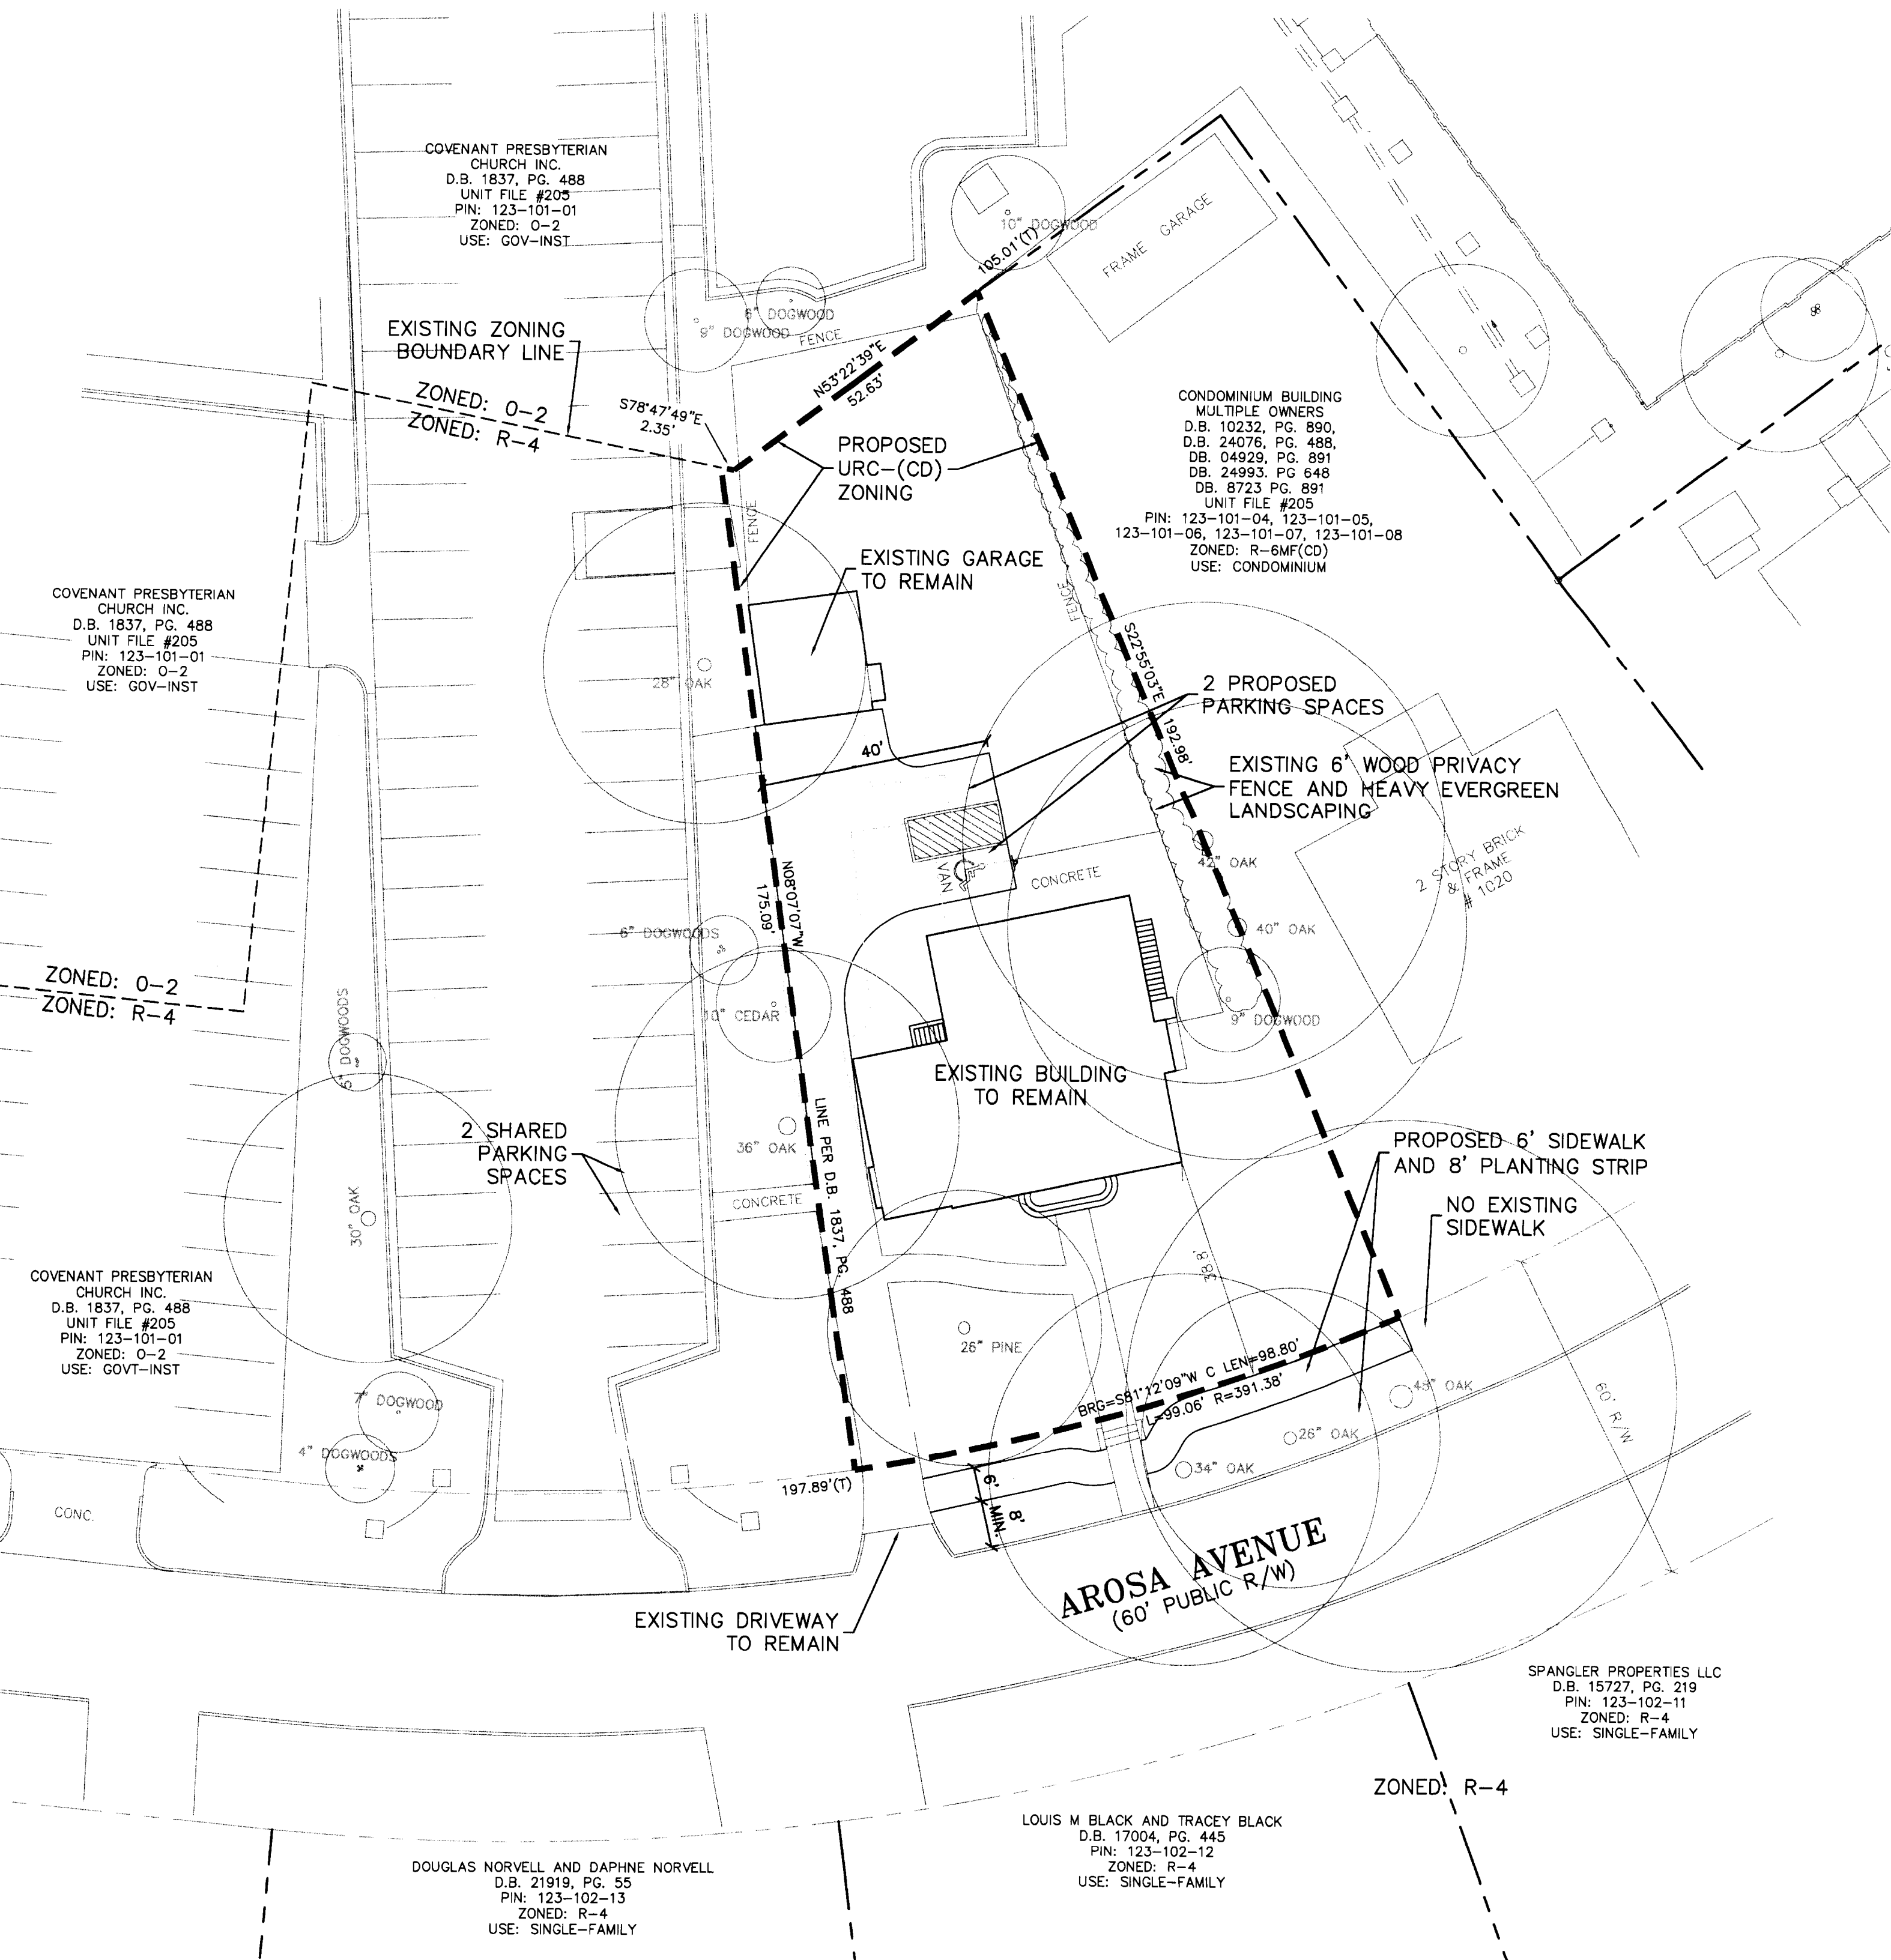 COVENANT PRESBYTERIAN
CHURCH INC.
D.B. 1837, PG. 488
UNIT FILE #205
PIN: 123-101-01
ZONED: O-2
USE: GOV-INST
10" DOGWOOD
105.01'(T)
FRAME GARAGE
6" DOGWOOD
9" DOGWOOD
FENCE
EXISTING ZONING
BOUNDARY LINE
ZONED: O-2
ZONED: R-4
S78°47'49"E
2.35'
N53°22'39"E
52.63'
PROPOSED
URC-(CD)
ZONING
CONDOMINIUM BUILDING
MULTIPLE OWNERS
D.B. 10232, PG. 890,
D.B. 24076, PG. 488,
DB. 04929, PG. 891
DB. 24993. PG 648
DB. 8723 PG. 891
UNIT FILE #205
PIN: 123-101-04, 123-101-05,
123-101-06, 123-101-07, 123-101-08
ZONED: R-6MF(CD)
USE: CONDOMINIUM
FENCE
EXISTING GARAGE
TO REMAIN
FENCE
COVENANT PRESBYTERIAN
CHURCH INC.
D.B. 1837, PG. 488
UNIT FILE #205
PIN: 123-101-01
ZONED: O-2
USE: GOV-INST
28" OAK
S22°55'03"E
192.98'
2 PROPOSED
PARKING SPACES
40'
EXISTING 6' WOOD PRIVACY
FENCE AND HEAVY EVERGREEN
LANDSCAPING
42" OAK
2 STORY BRICK
& FRAME
# 1020
VAN
CONCRETE
N08°07'07"W
175.09'
6" DOGWOODS
40" OAK
ZONED: O-2
ZONED: R-4
10" CEDAR
9" DOGWOOD
6" DOGWOODS
EXISTING BUILDING
TO REMAIN
2 SHARED
PARKING
SPACES
36" OAK
LINE PER D.B. 1837, PG. 488
PROPOSED 6' SIDEWALK
AND 8' PLANTING STRIP
CONCRETE
30" OAK
NO EXISTING
SIDEWALK
38.8'
COVENANT PRESBYTERIAN
CHURCH INC.
D.B. 1837, PG. 488
UNIT FILE #205
PIN: 123-101-01
ZONED: O-2
USE: GOVT-INST
26" PINE
BRG=S81°12'09"W C LEN=98.80'
L=99.06' R=391.38'
48" OAK
60' R/W
7" DOGWOOD
26" OAK
4" DOGWOODS
34" OAK
197.89'(T)
6'
8'
MIN.
CONC.
AROSA AVENUE
(60' PUBLIC R/W)
EXISTING DRIVEWAY
TO REMAIN
SPANGLER PROPERTIES LLC
D.B. 15727, PG. 219
PIN: 123-102-11
ZONED: R-4
USE: SINGLE-FAMILY
ZONED: R-4
LOUIS M BLACK AND TRACEY BLACK
D.B. 17004, PG. 445
PIN: 123-102-12
ZONED: R-4
USE: SINGLE-FAMILY
DOUGLAS NORVELL AND DAPHNE NORVELL
D.B. 21919, PG. 55
PIN: 123-102-13
ZONED: R-4
USE: SINGLE-FAMILY